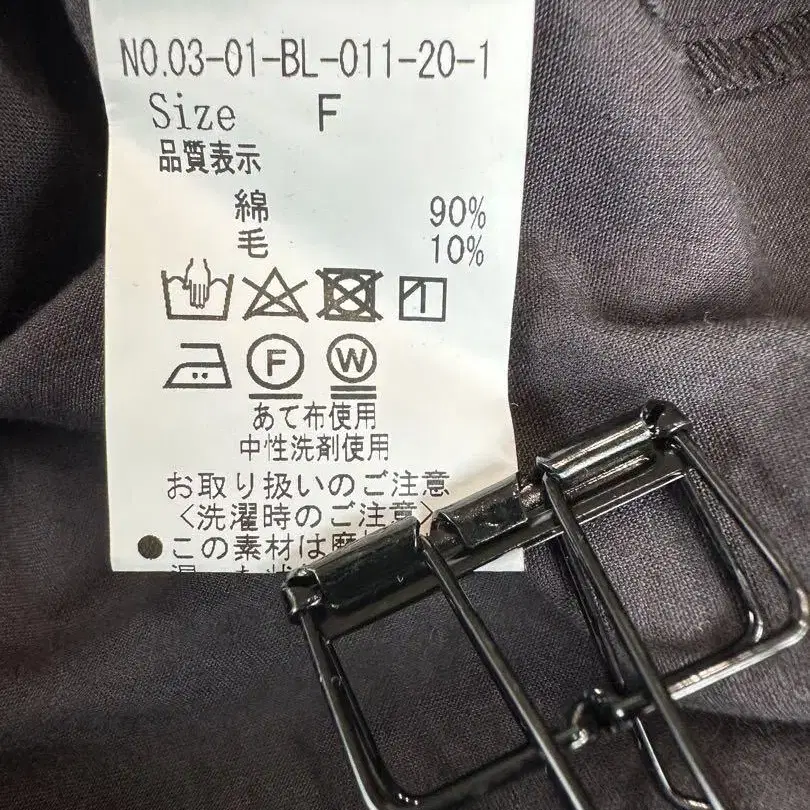 NO.03-01-BL-011-20-1
Size F
品質表示
綿 90%
毛 10%
F W
あて布使用
中性洗剤使用
お取り扱いのご注意
〈洗濯時のご注意〉
●この素材は